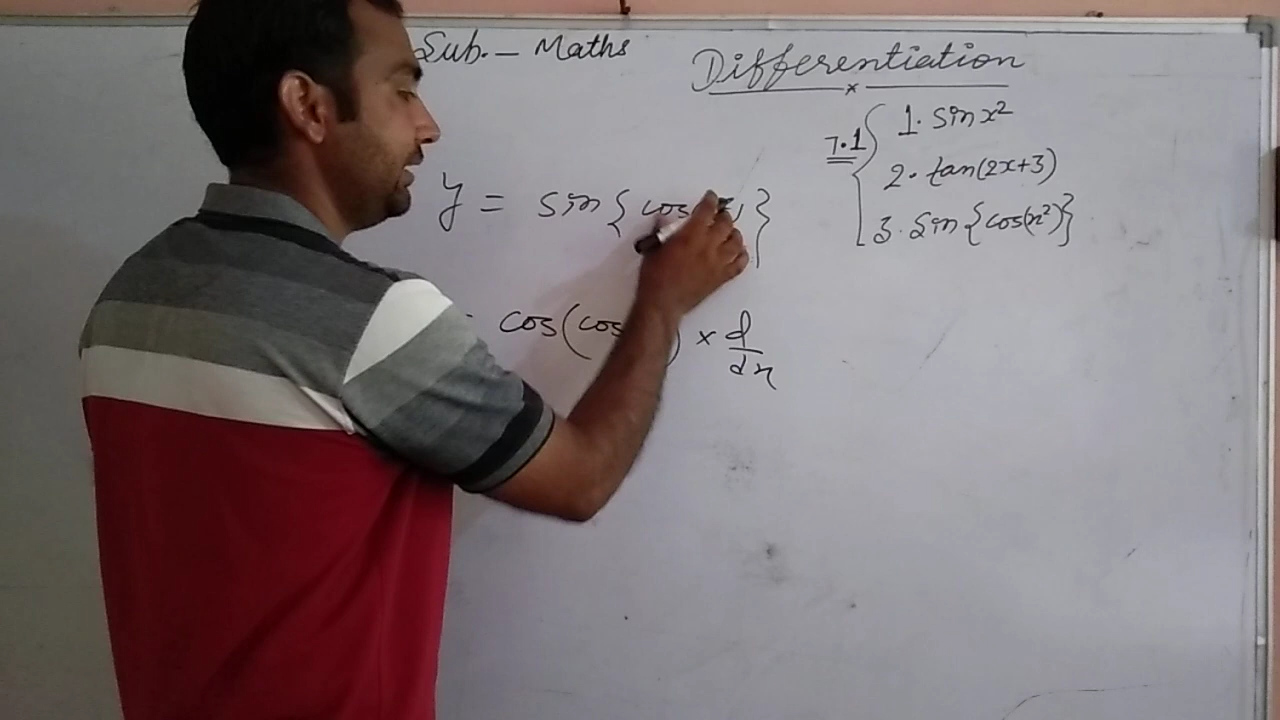 Sub. – Maths
Differentiation
7.1
1. Sin x²
2. tan(2x+3)
3. Sin{cos(x²)}
y = sin{cos }
cos(cos ) × d/dx